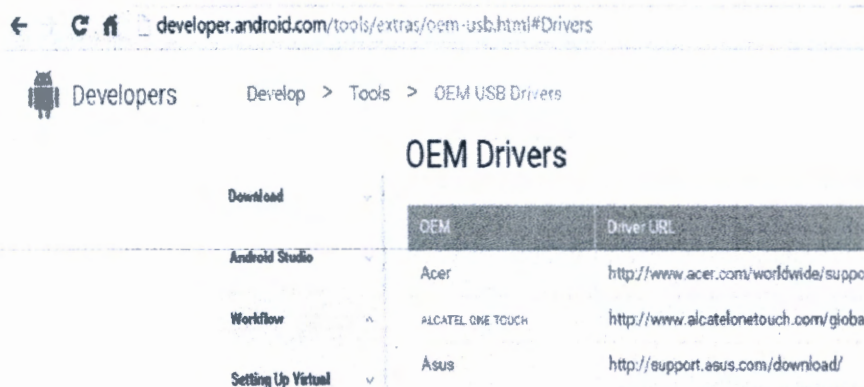 developer.android.com/tools/extras/oem-usb.html#Drivers
Developers
Develop > Tools > OEM USB Drivers
OEM Drivers
Download
Android Studio
Workflow
Setting Up Virtual
OEM Driver URL
Acer http://www.acer.com/worldwide/suppo
ALCATEL ONE TOUCH http://www.alcatelonetouch.com/globa
Asus http://support.asus.com/download/